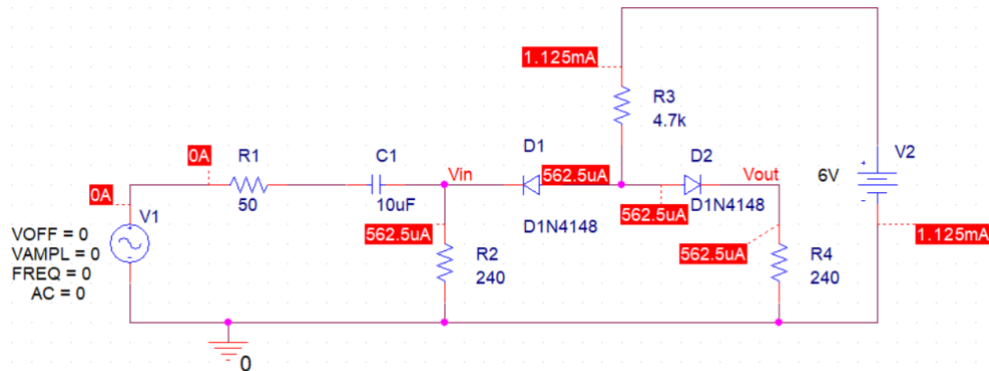 1.125mA
R3
4.7k
0A
R1
50
C1
10uF
Vin
D1
562.5uA
D1N4148
D2
562.5uA
D1N4148
Vout
6V
V2
0A
V1
VOFF = 0
VAMPL = 0
FREQ = 0
AC = 0
562.5uA
R2
240
562.5uA
R4
240
1.125mA
0